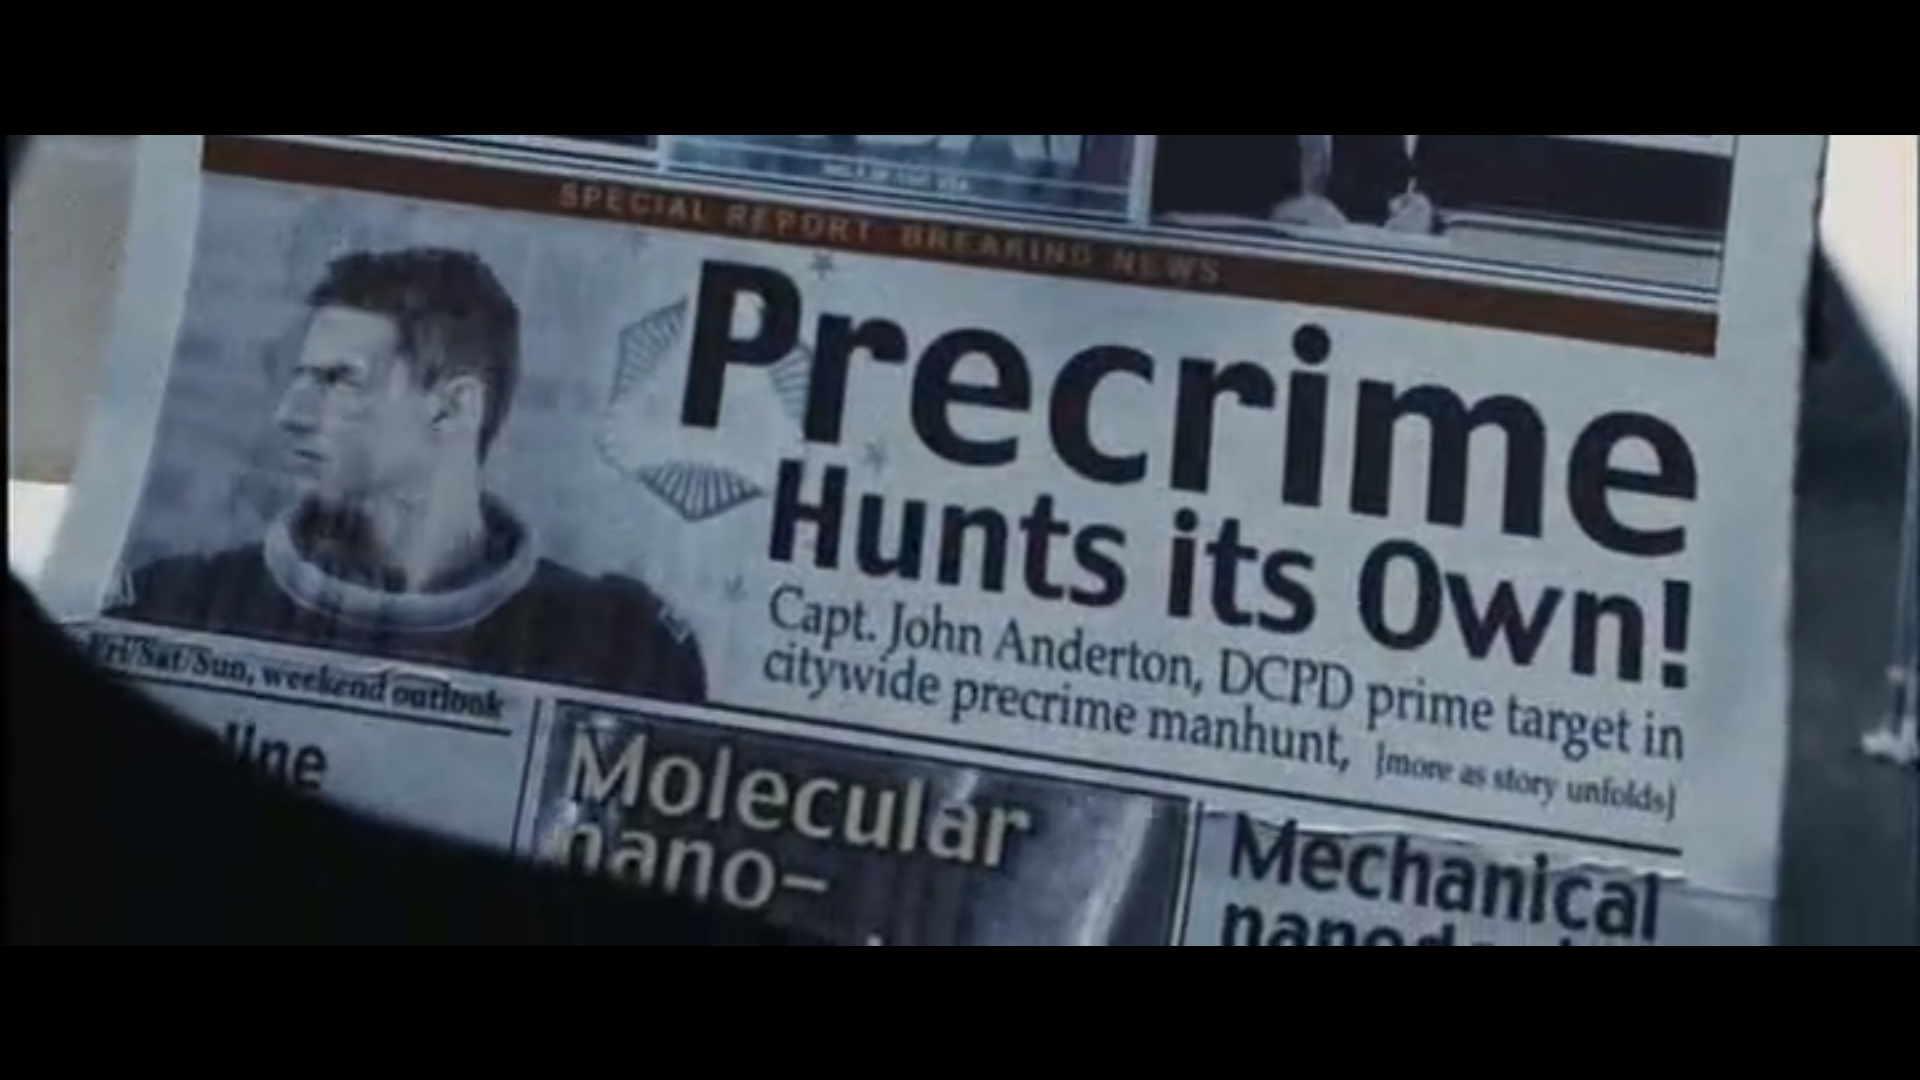 SPECIAL REPORT BREAKING NEWS
Precrime
Hunts its Own!
Capt. John Anderton, DCPD prime target in
citywide precrime manhunt, [more as story unfolds]
Fri/Sat/Sun, weekend outlook
Molecular
nano-
Mechanical